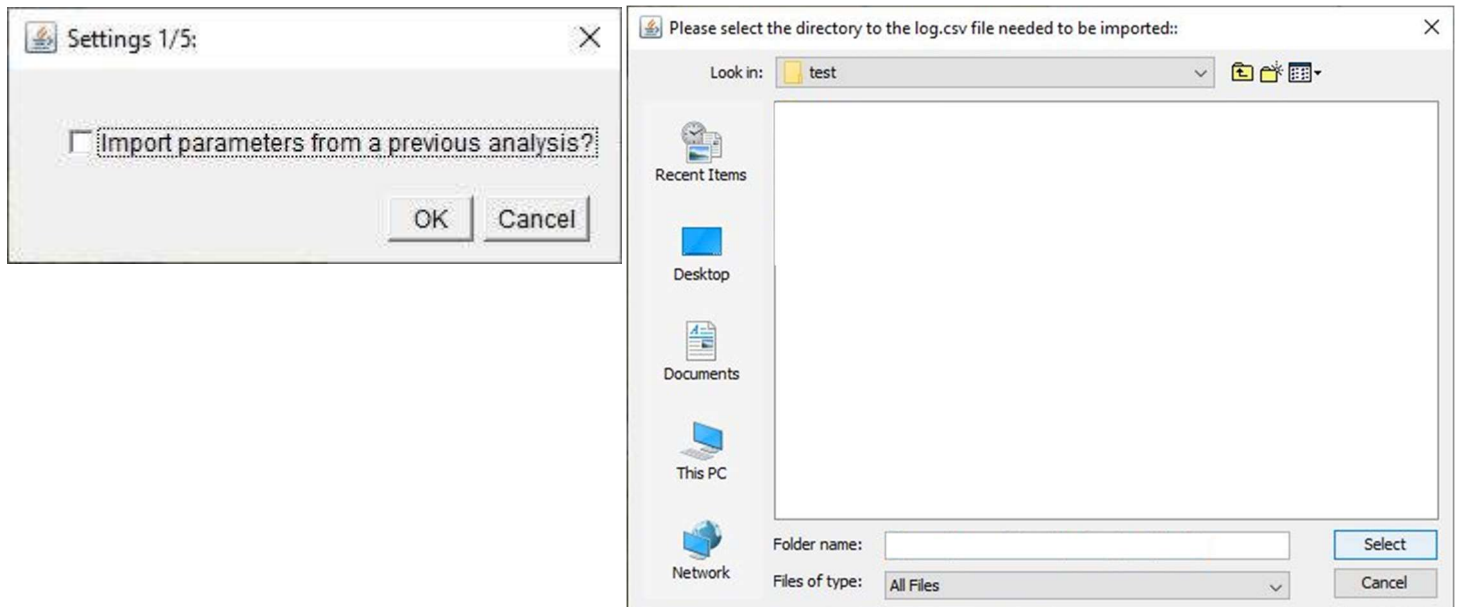 Settings 1/5:
Import parameters from a previous analysis?
OK Cancel
Please select the directory to the log.csv file needed to be imported::
Look in: test
Recent Items
Desktop
Documents
This PC
Network
Folder name: Select
Files of type: All Files Cancel